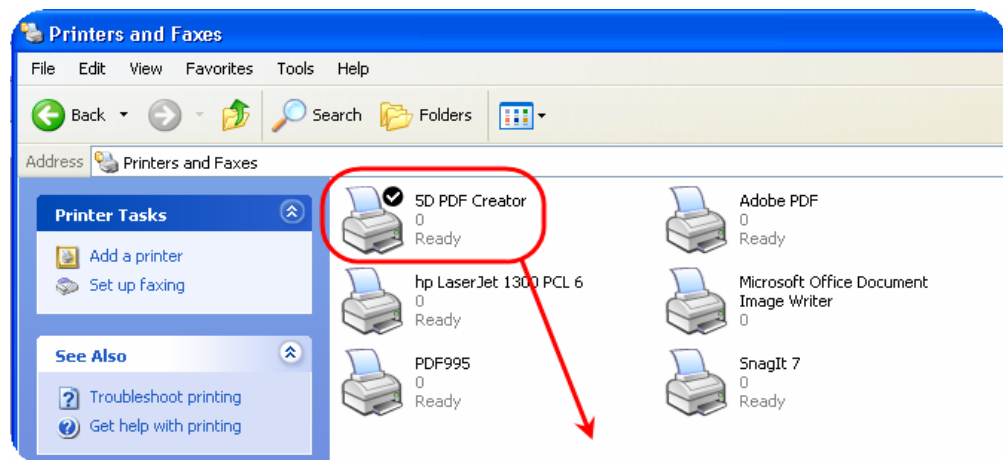 Printers and Faxes
File Edit View Favorites Tools Help
Back Search Folders
Address Printers and Faxes
Printer Tasks
Add a printer
Set up faxing
See Also
Troubleshoot printing
Get help with printing
5D PDF Creator
0
Ready
Adobe PDF
0
Ready
hp LaserJet 1300 PCL 6
0
Ready
Microsoft Office Document
Image Writer
0
PDF995
0
Ready
SnagIt 7
0
Ready